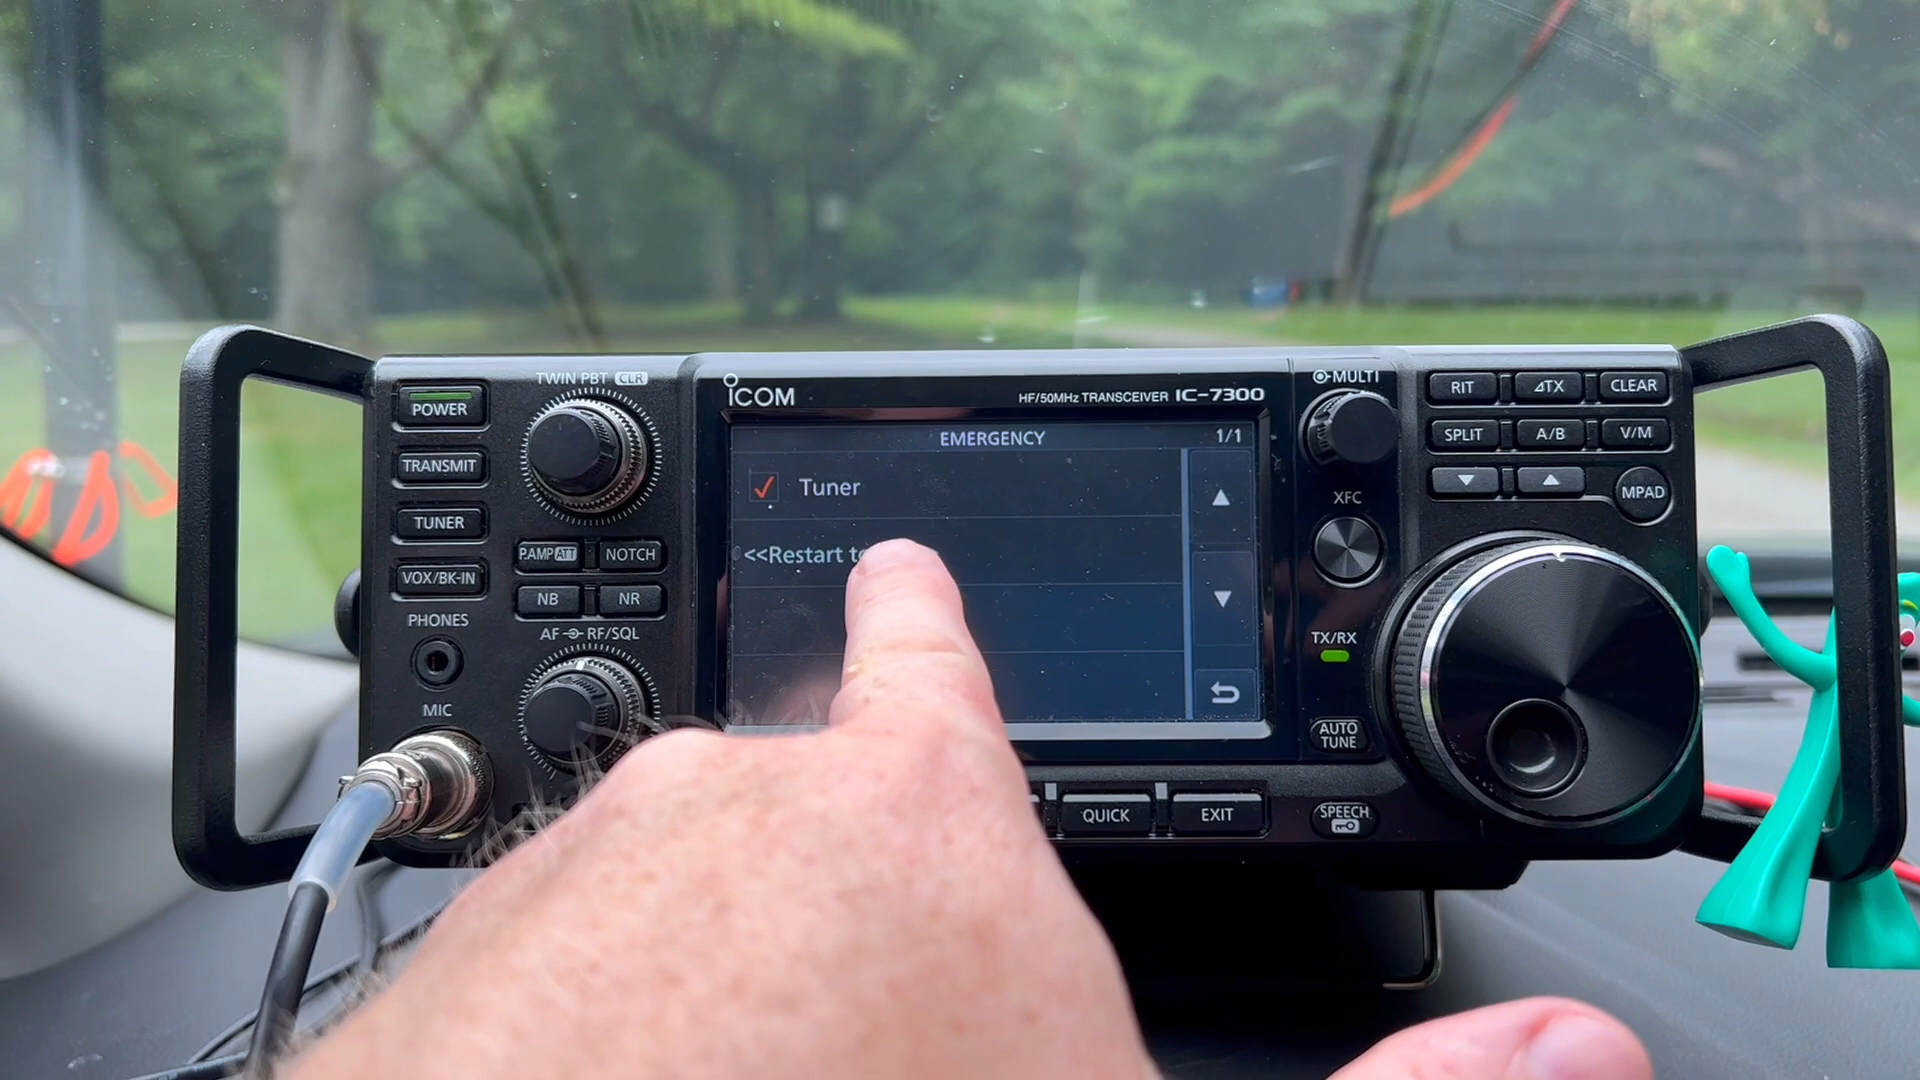 TWIN PBT CLR
POWER
TRANSMIT
TUNER
VOX/BK-IN
PHONES
MIC
P.AMP ATT
NOTCH
NB
NR
AF RF/SQL
ICOM
HF/50MHz TRANSCEIVER IC-7300
EMERGENCY 1/1
Tuner
<<Restart
QUICK
EXIT
MULTI
XFC
TX/RX
AUTO
TUNE
SPEECH
RIT
⊿TX
CLEAR
SPLIT
A/B
V/M
MPAD